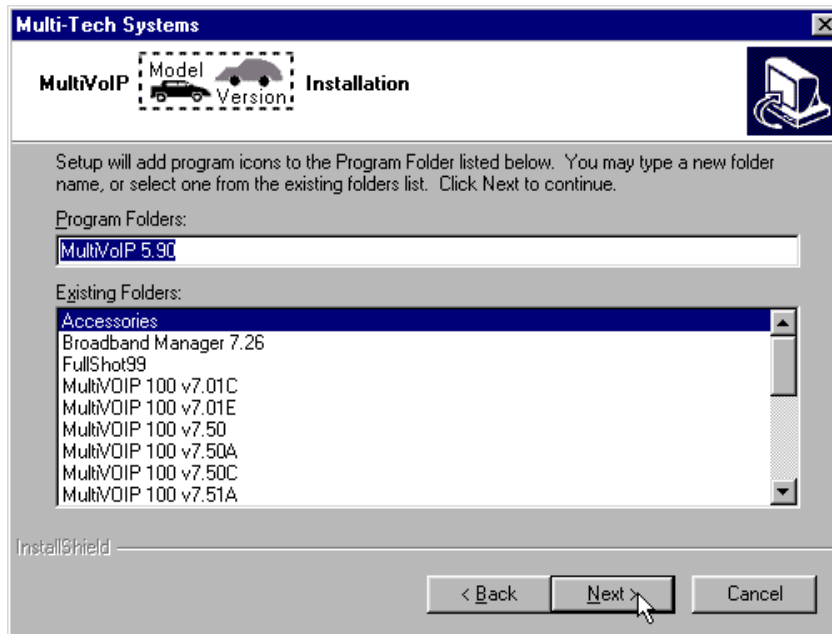 Multi-Tech Systems
MultiVoIP Model Version Installation
Setup will add program icons to the Program Folder listed below. You may type a new folder
name, or select one from the existing folders list. Click Next to continue.
Program Folders:
MultiVoIP 5.90
Existing Folders:
Accessories
Broadband Manager 7.26
FullShot99
MultiVOIP 100 v7.01C
MultiVOIP 100 v7.01E
MultiVOIP 100 v7.50
MultiVOIP 100 v7.50A
MultiVOIP 100 v7.50C
MultiVOIP 100 v7.51A
InstallShield
< Back
Next >
Cancel